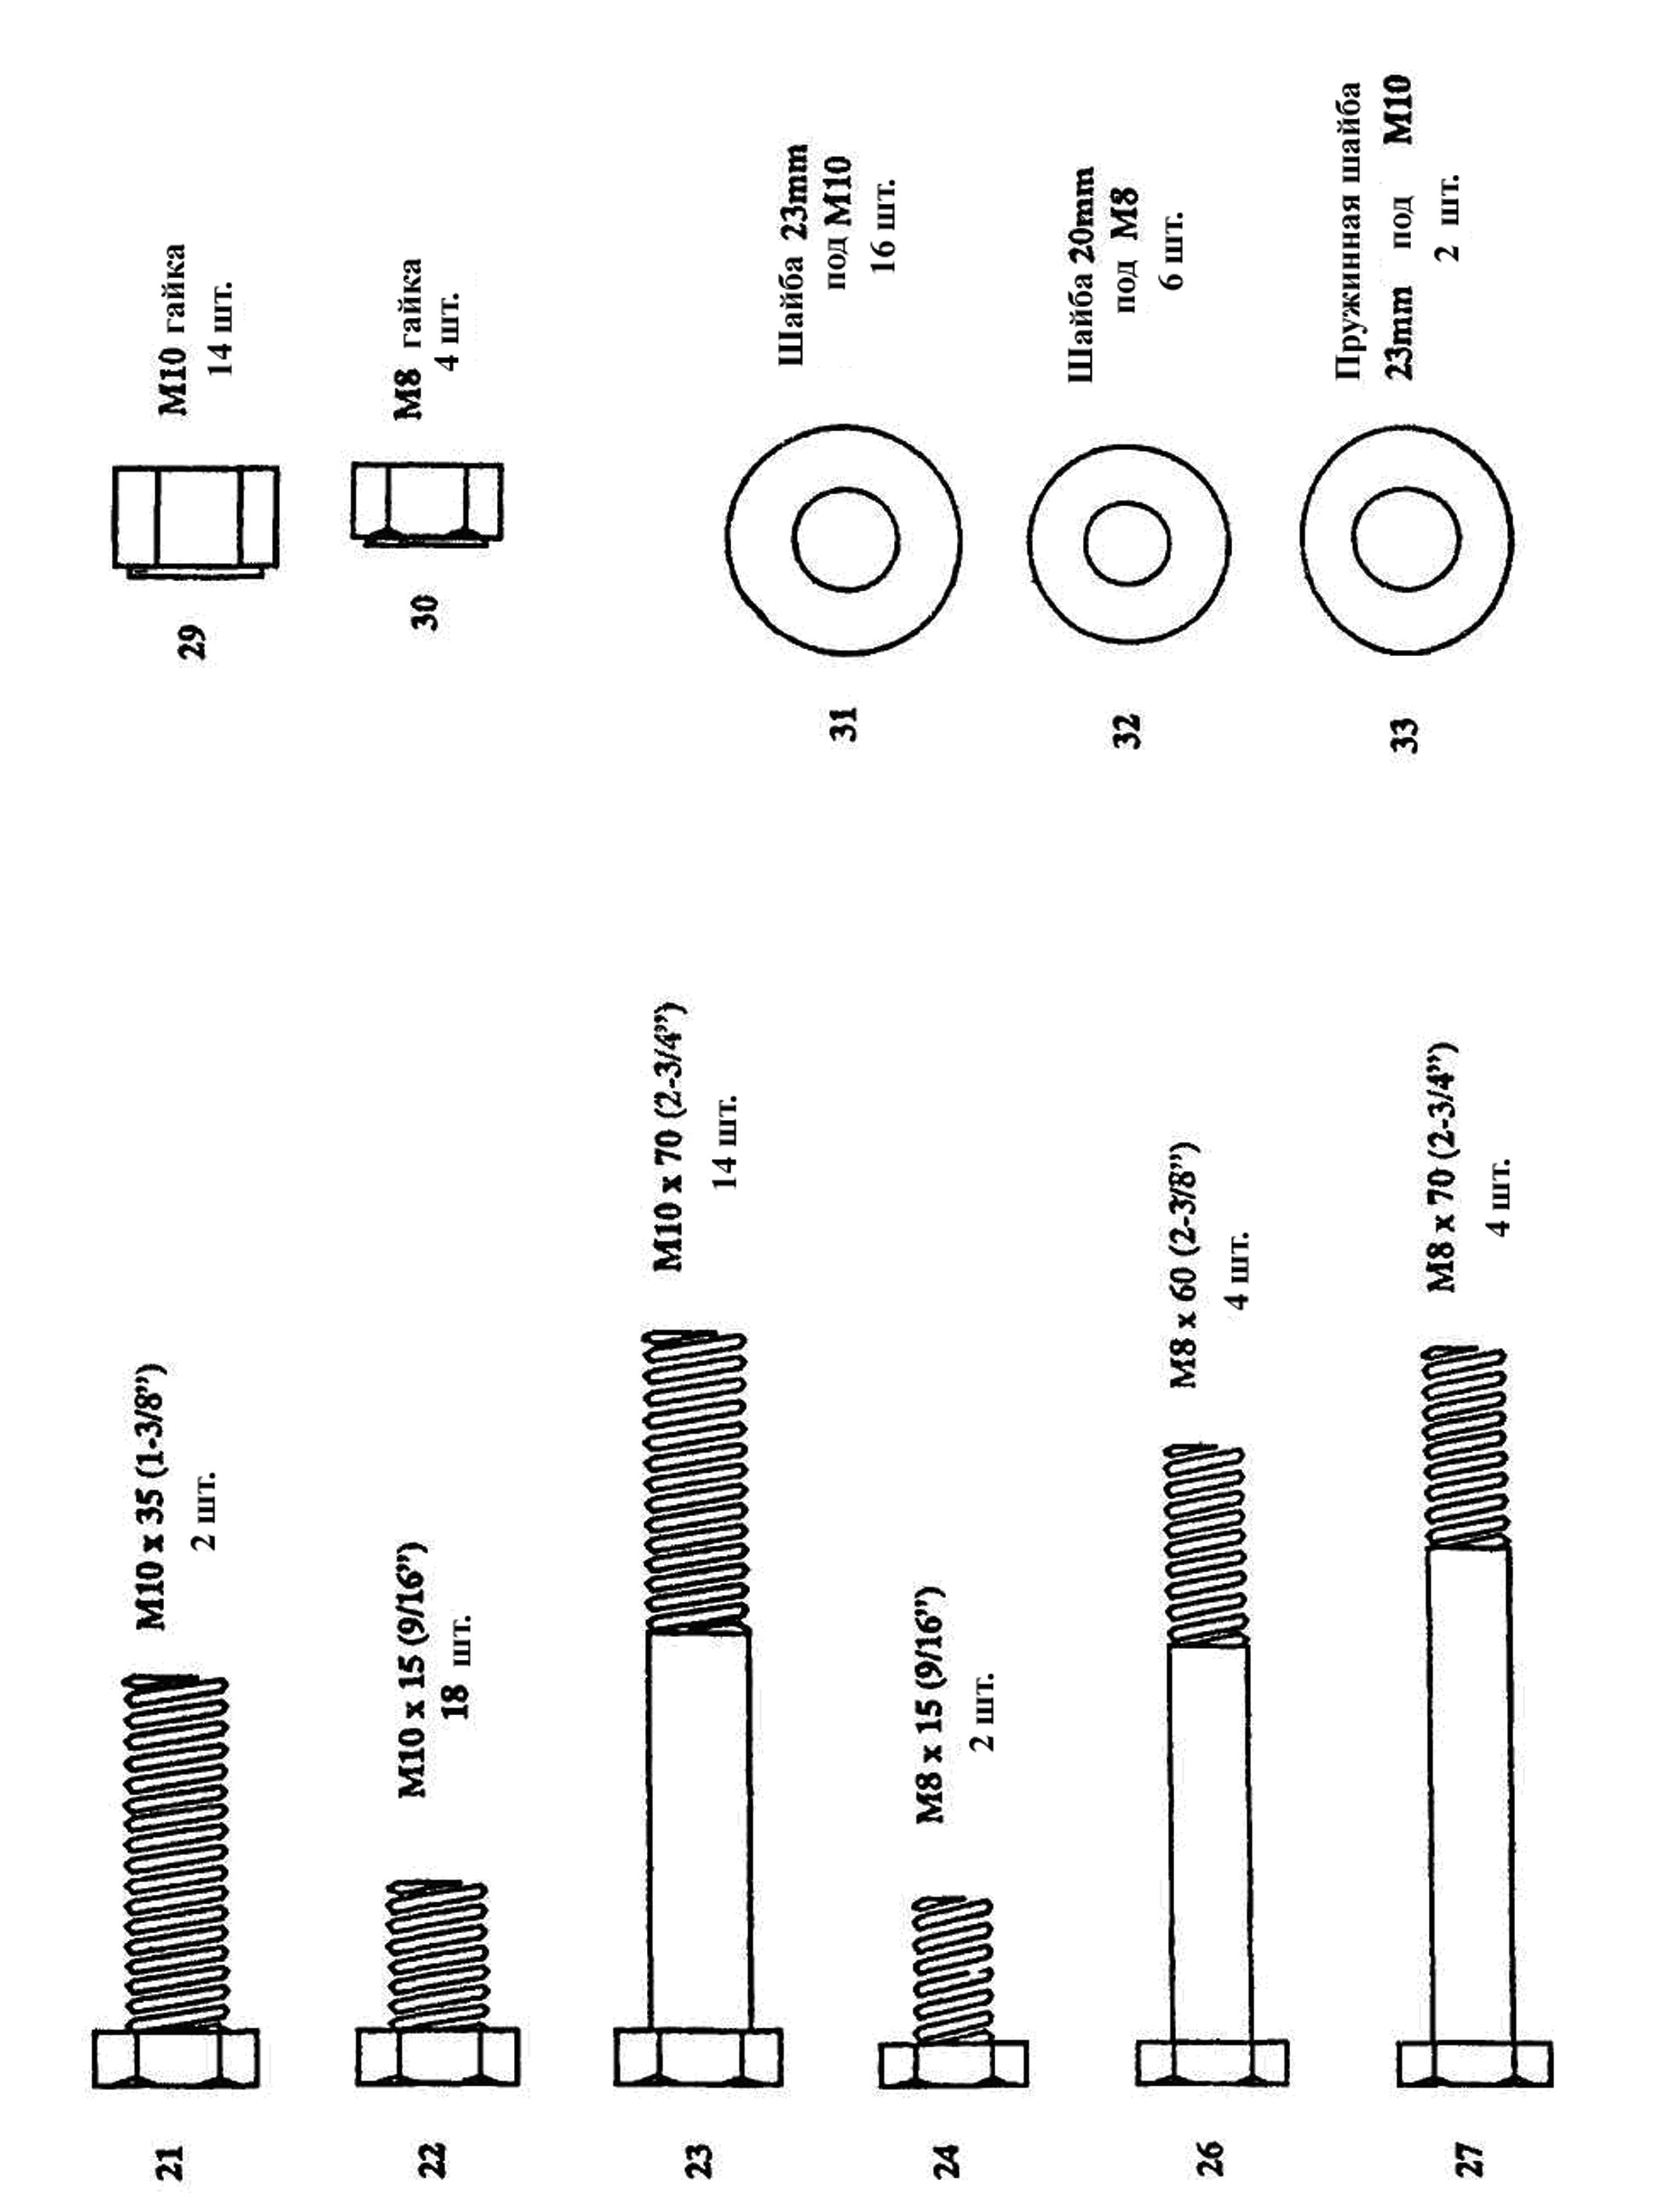 21
M10 x 35 (1-3/8”)
2 шт.
22
M10 x 15 (9/16”)
18 шт.
23
M10 x 70 (2-3/4”)
14 шт.
24
M8 x 15 (9/16”)
2 шт.
26
M8 x 60 (2-3/8”)
4 шт.
27
M8 x 70 (2-3/4”)
4 шт.
29
M10 гайка
14 шт.
30
M8 гайка
4 шт.
31
Шайба 23mm
под M10
16 шт.
32
Шайба 20mm
под M8
6 шт.
33
Пружинная шайба
23mm под M10
2 шт.